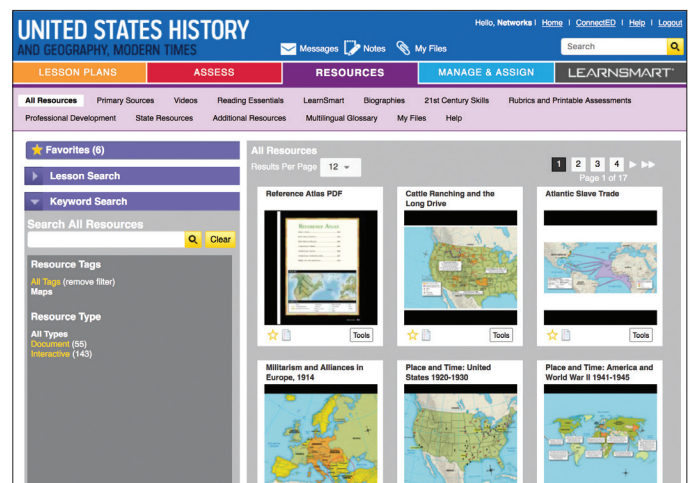 UNITED STATES HISTORY
AND GEOGRAPHY, MODERN TIMES
Hello, Networks! Home | ConnectED | Help | Logout
Messages Notes My Files Search
LESSON PLANS ASSESS RESOURCES MANAGE & ASSIGN LEARNSMART
All Resources Primary Sources Videos Reading Essentials LearnSmart Biographies 21st Century Skills Rubrics and Printable Assessments
Professional Development State Resources Additional Resources Multilingual Glossary My Files Help
Favorites (6)
Lesson Search
Keyword Search
Search All Resources
Clear
Resource Tags
All Tags (remove filter)
Maps
Resource Type
All Types
Document (55)
Interactive (143)
All Resources
Results Per Page 12
1 2 3 4
Page 1 of 17
Reference Atlas PDF
REFERENCE ATLAS
Tools
Cattle Ranching and the
Long Drive
Tools
Atlantic Slave Trade
Tools
Militarism and Alliances in
Europe, 1914
Place and Time: United
States 1920-1930
Place and Time: America and
World War II 1941-1945